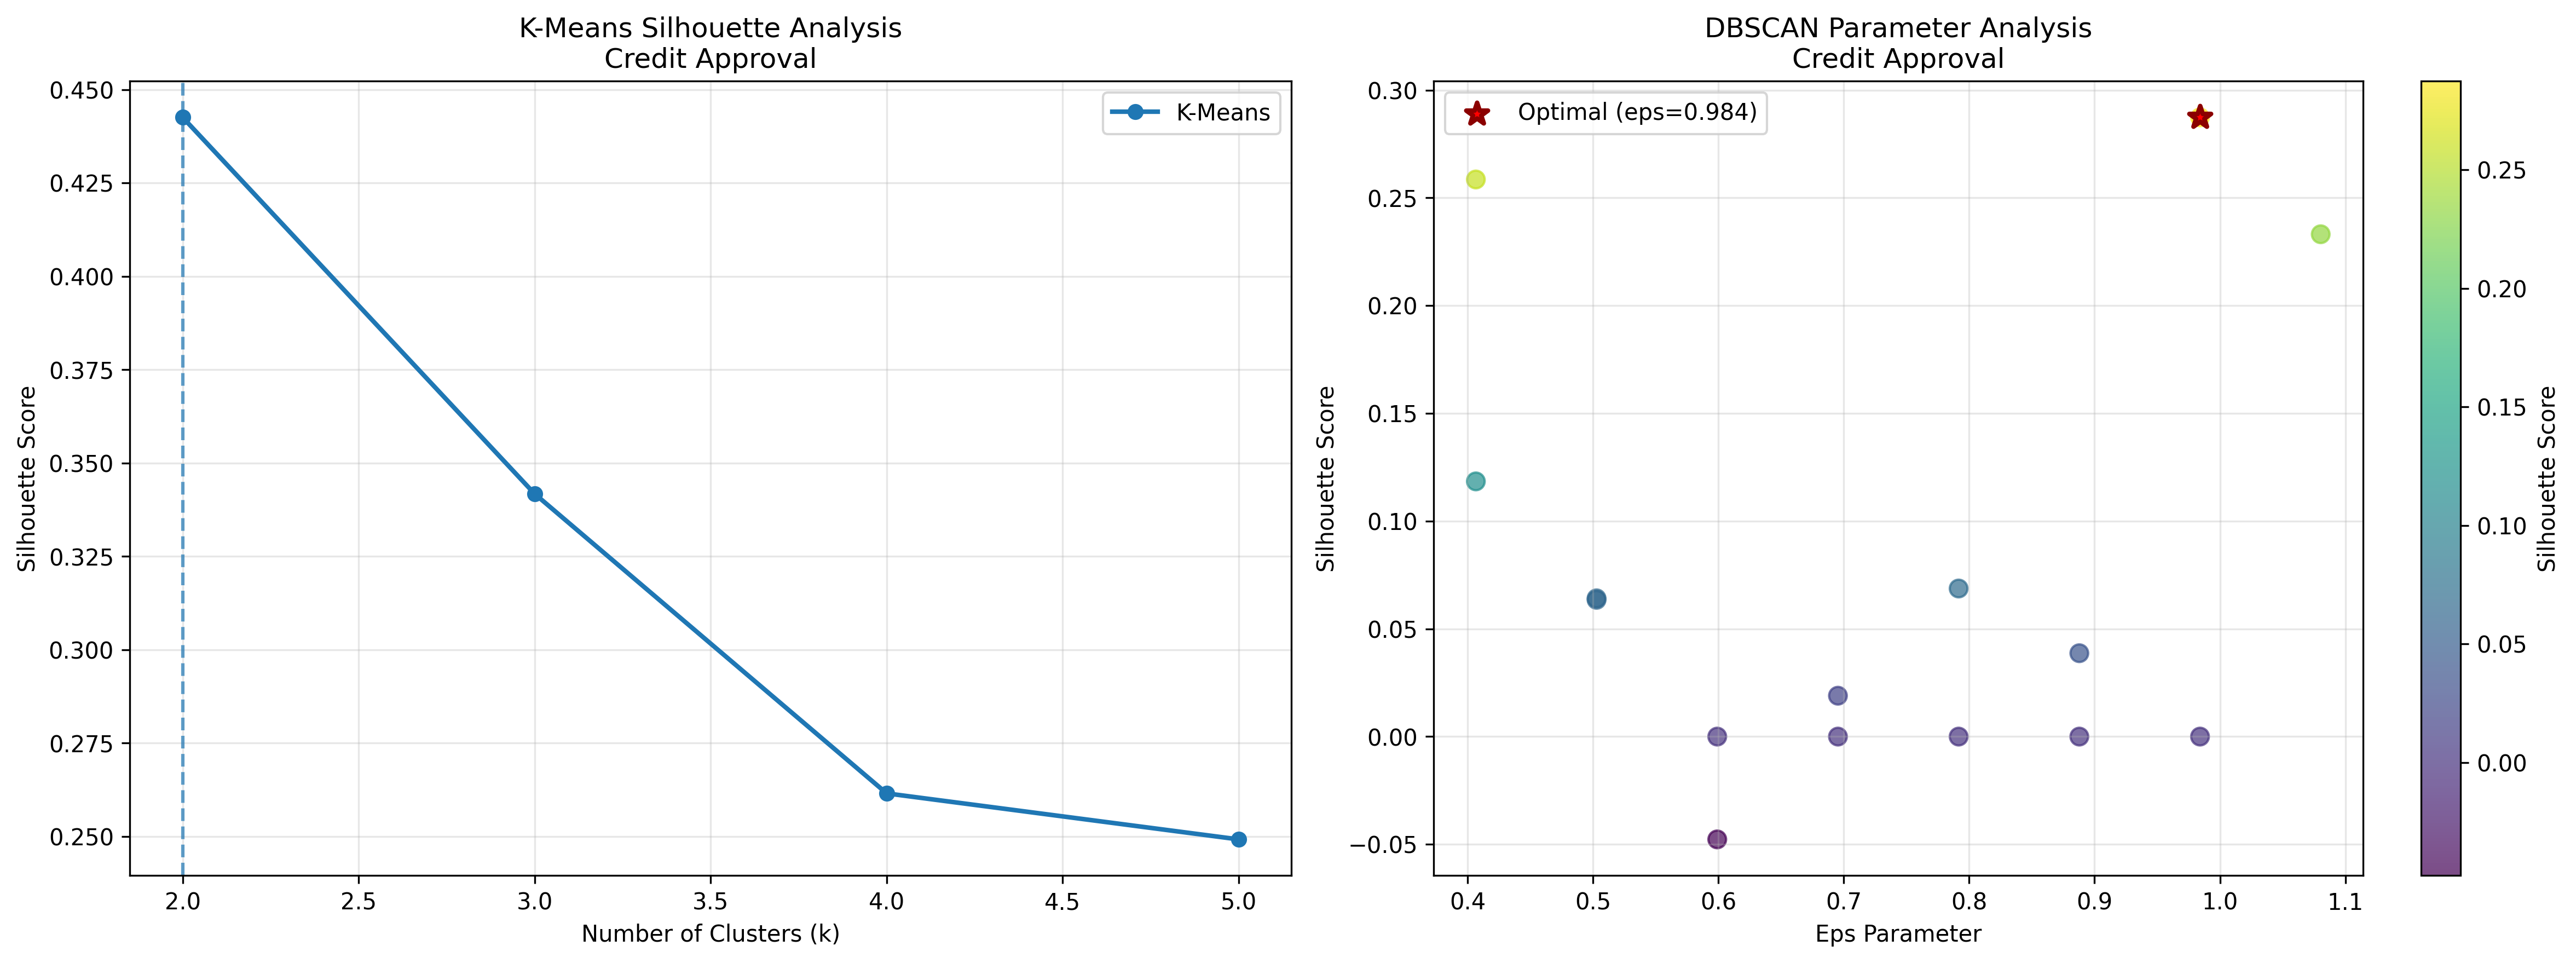 K-Means Silhouette Analysis
Credit Approval
K-Means
Silhouette Score
0.450
0.425
0.400
0.375
0.350
0.325
0.300
0.275
0.250
2.0 2.5 3.0 3.5 4.0 4.5 5.0
Number of Clusters (k)
DBSCAN Parameter Analysis
Credit Approval
Optimal (eps=0.984)
Silhouette Score
0.30
0.25
0.20
0.15
0.10
0.05
0.00
−0.05
0.4 0.5 0.6 0.7 0.8 0.9 1.0 1.1
Eps Parameter
0.25
0.20
0.15
0.10
0.05
0.00
Silhouette Score